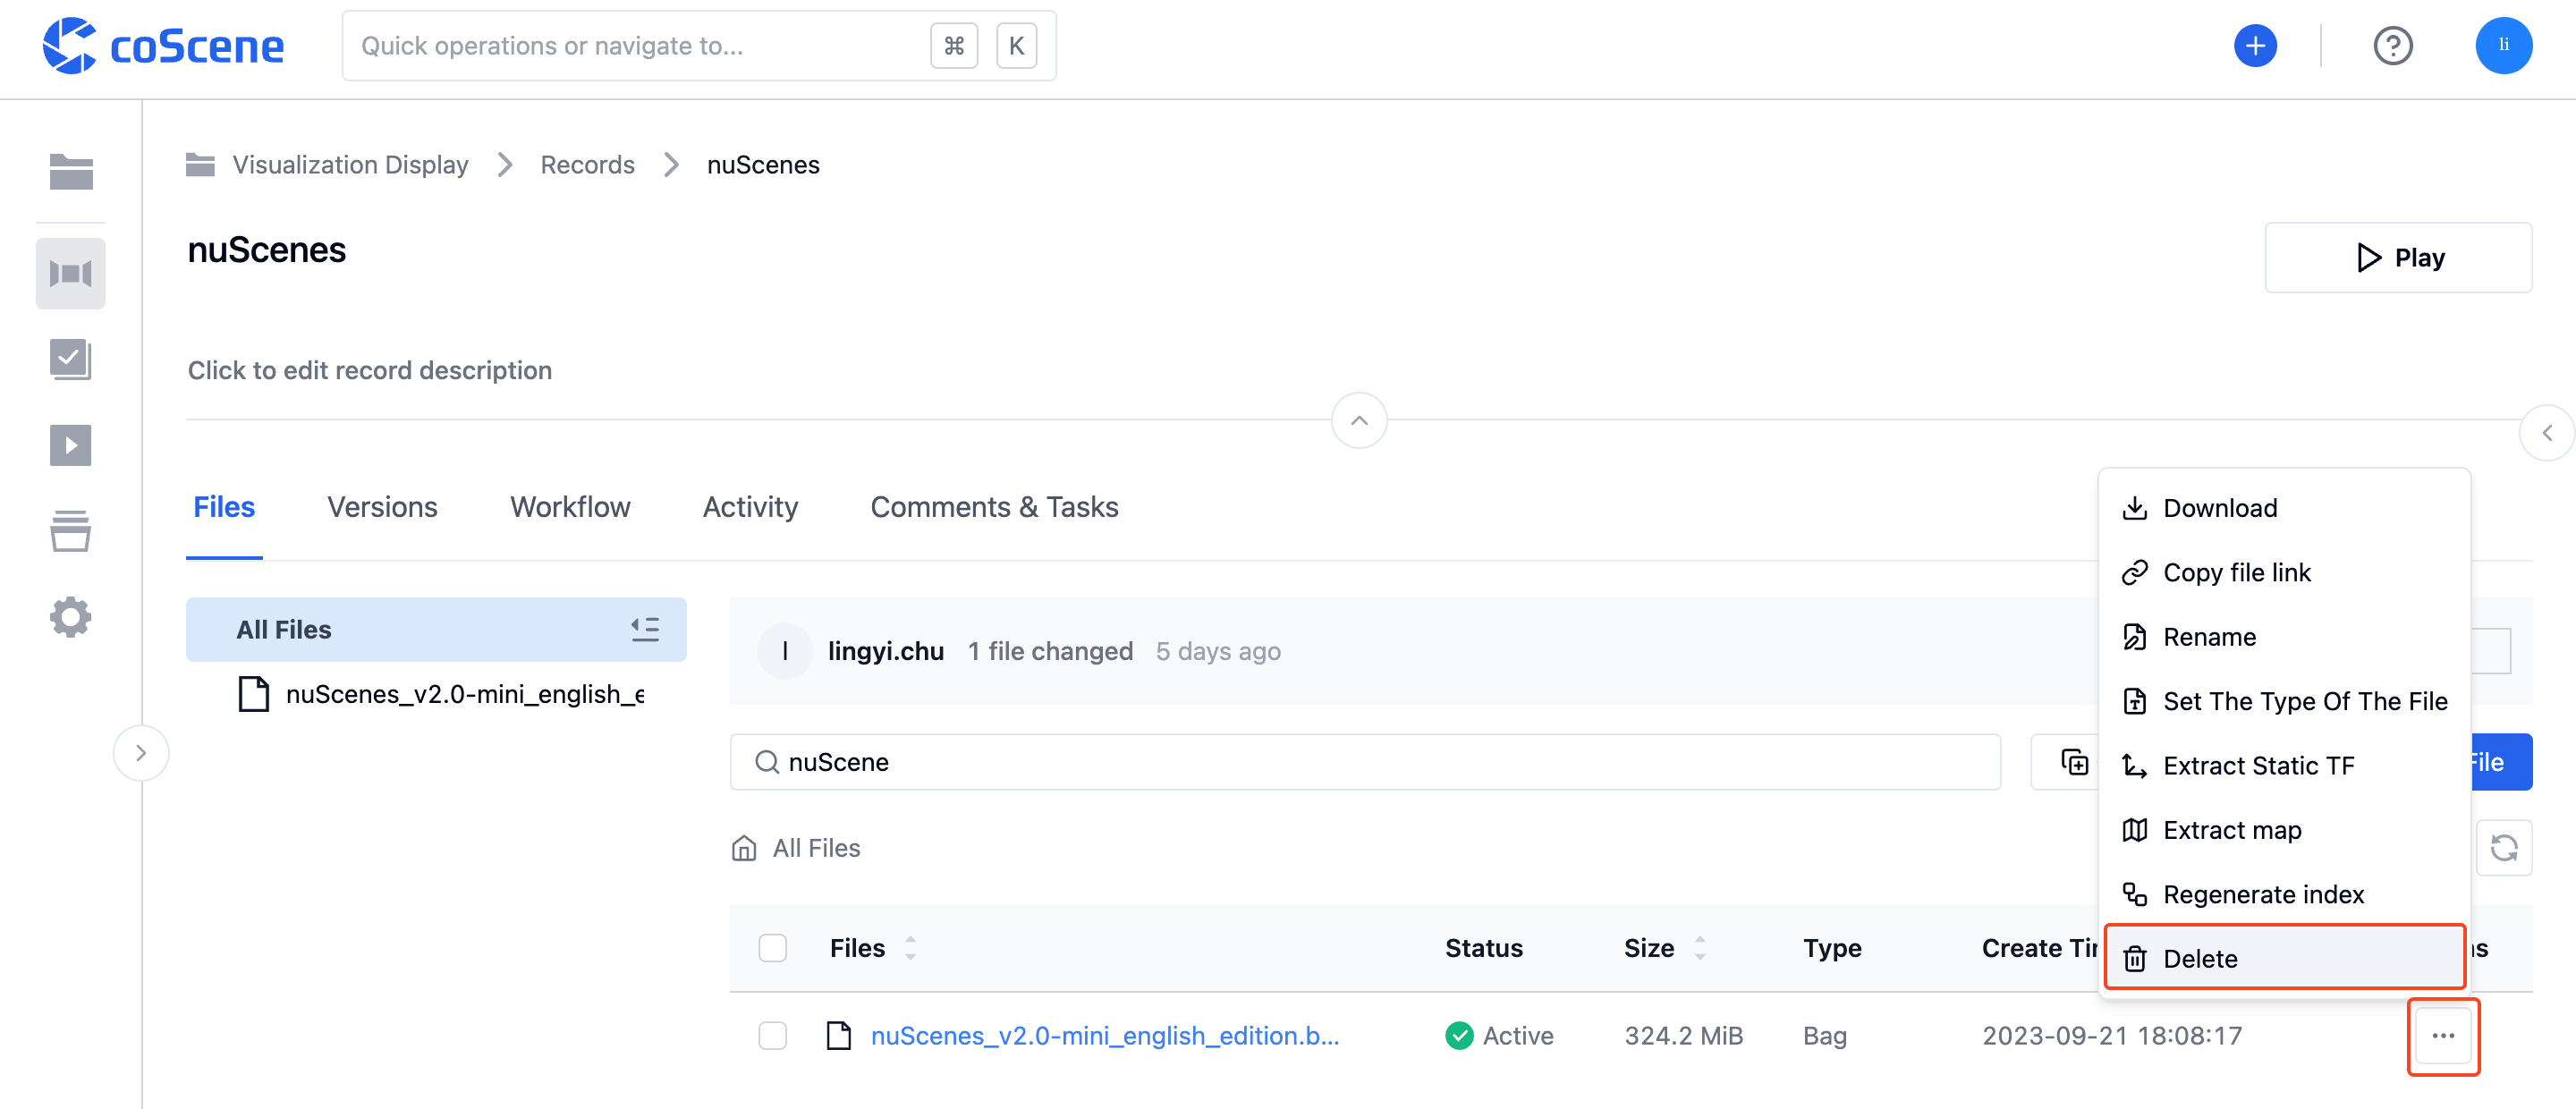 coScene
Quick operations or navigate to...
⌘ K
li
Visualization Display
Records
nuScenes
nuScenes
Play
Click to edit record description
Files
Versions
Workflow
Activity
Comments & Tasks
Download
Copy file link
Rename
Set The Type Of The File
Extract Static TF
Extract map
Regenerate index
Delete
All Files
nuScenes_v2.0-mini_english_e
l
lingyi.chu 1 file changed 5 days ago
nuScene
File
All Files
Files
Status
Size
Type
Create Tim
ns
nuScenes_v2.0-mini_english_edition.b...
Active
324.2 MiB
Bag
2023-09-21 18:08:17